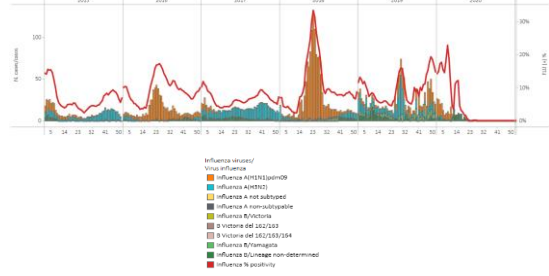 2015 2016 2017 2018 2019 2020
N. cases/casos
100
50
0
30%
20%
10%
0%
% (+) (FLU)
5 14 23 32 41 50 5 14 23 32 41 50 5 14 23 32 41 50 5 14 23 32 41 50 5 14 23 32 41 50 5 14 23 32 41 50
Influenza viruses/
Virus influenza
Influenza A(H1N1)pdm09
Influenza A(H3N2)
Influenza A not subtyped
Influenza A non-subtypable
Influenza B/Victoria
B Victoria del 162/163
B Victoria del 162/163/164
Influenza B/Yamagata
Influenza B/Lineage non-determined
Influenza % positivity